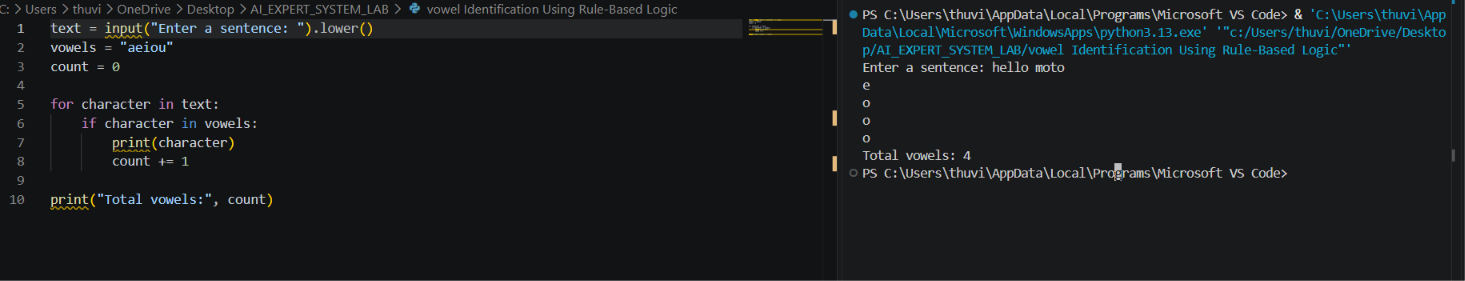 C: > Users > thuvi > OneDrive > Desktop > AI_EXPERT_SYSTEM_LAB > vowel Identification Using Rule-Based Logic
1 text = input("Enter a sentence: ").lower()
2 vowels = "aeiou"
3 count = 0
4
5 for character in text:
6 if character in vowels:
7 print(character)
8 count += 1
9
10 print("Total vowels:", count)
PS C:\Users\thuvi\AppData\Local\Programs\Microsoft VS Code> & 'C:\Users\thuvi\App
Data\Local\Microsoft\WindowsApps\python3.13.exe' '"c:/Users/thuvi/OneDrive/Deskto
p/AI_EXPERT_SYSTEM_LAB/vowel Identification Using Rule-Based Logic"'
Enter a sentence: hello moto
e
o
o
o
Total vowels: 4
PS C:\Users\thuvi\AppData\Local\Programs\Microsoft VS Code>